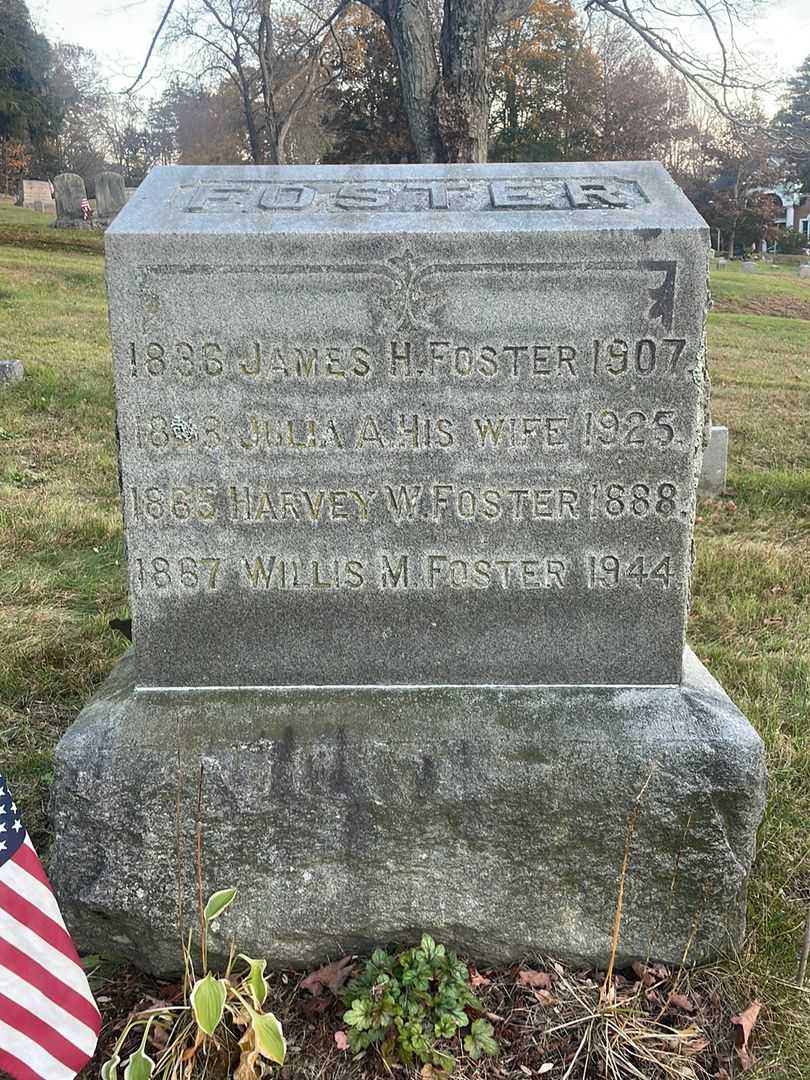 FOSTER
1836 JAMES H. FOSTER 1907.
JULIA A. HIS WIFE 1925.
1865 HARVEY W. FOSTER 1888.
1867 WILLIS M. FOSTER 1944.